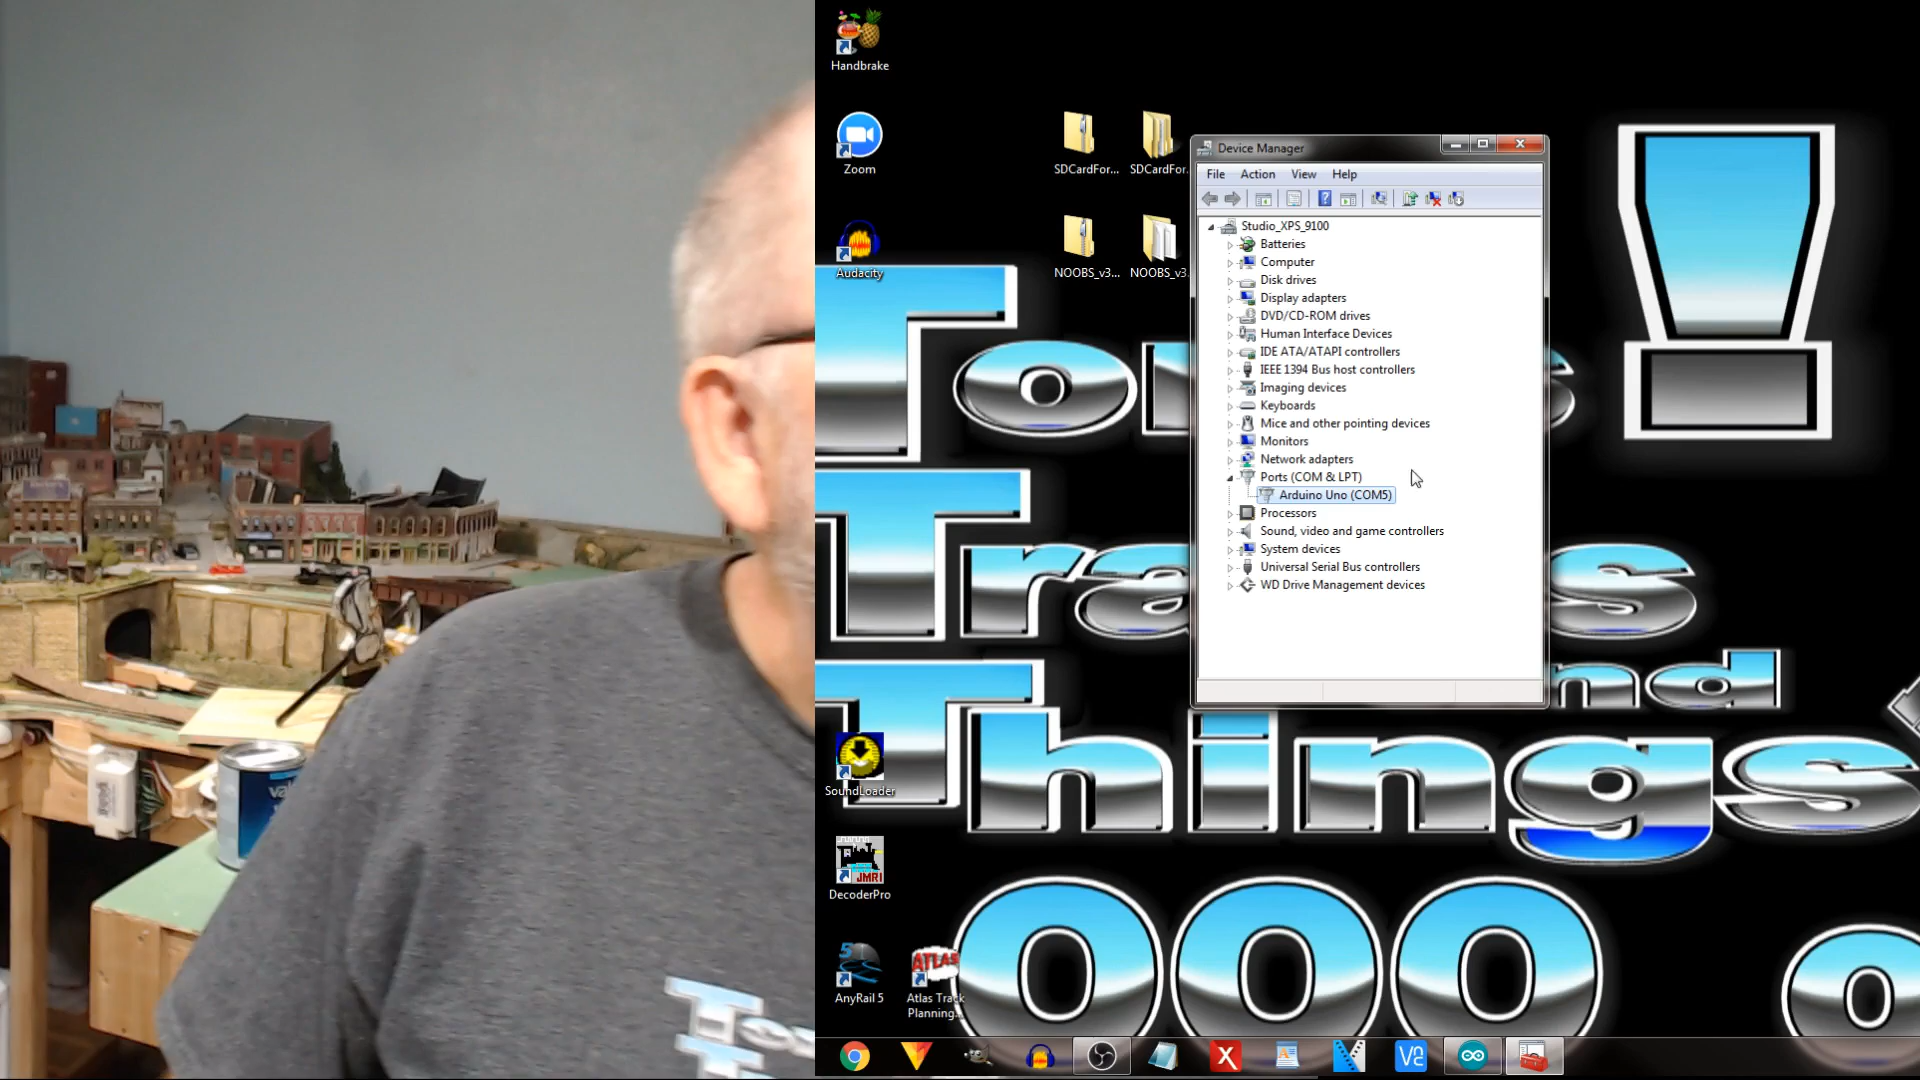 Handbrake
Zoom
SDCardFor...
SDCardFor.
Audacity
NOOBS_v3...
NOOBS_v3.
SoundLoader
JMRI
DecoderPro
5
AnyRail 5
ATLAS
Atlas Track
Planning...
Device Manager
File Action View Help
Studio_XPS_9100
Batteries
Computer
Disk drives
Display adapters
DVD/CD-ROM drives
Human Interface Devices
IDE ATA/ATAPI controllers
IEEE 1394 Bus host controllers
Imaging devices
Keyboards
Mice and other pointing devices
Monitors
Network adapters
Ports (COM & LPT)
Arduino Uno (COM5)
Processors
Sound, video and game controllers
System devices
Universal Serial Bus controllers
WD Drive Management devices
!
nd
Things